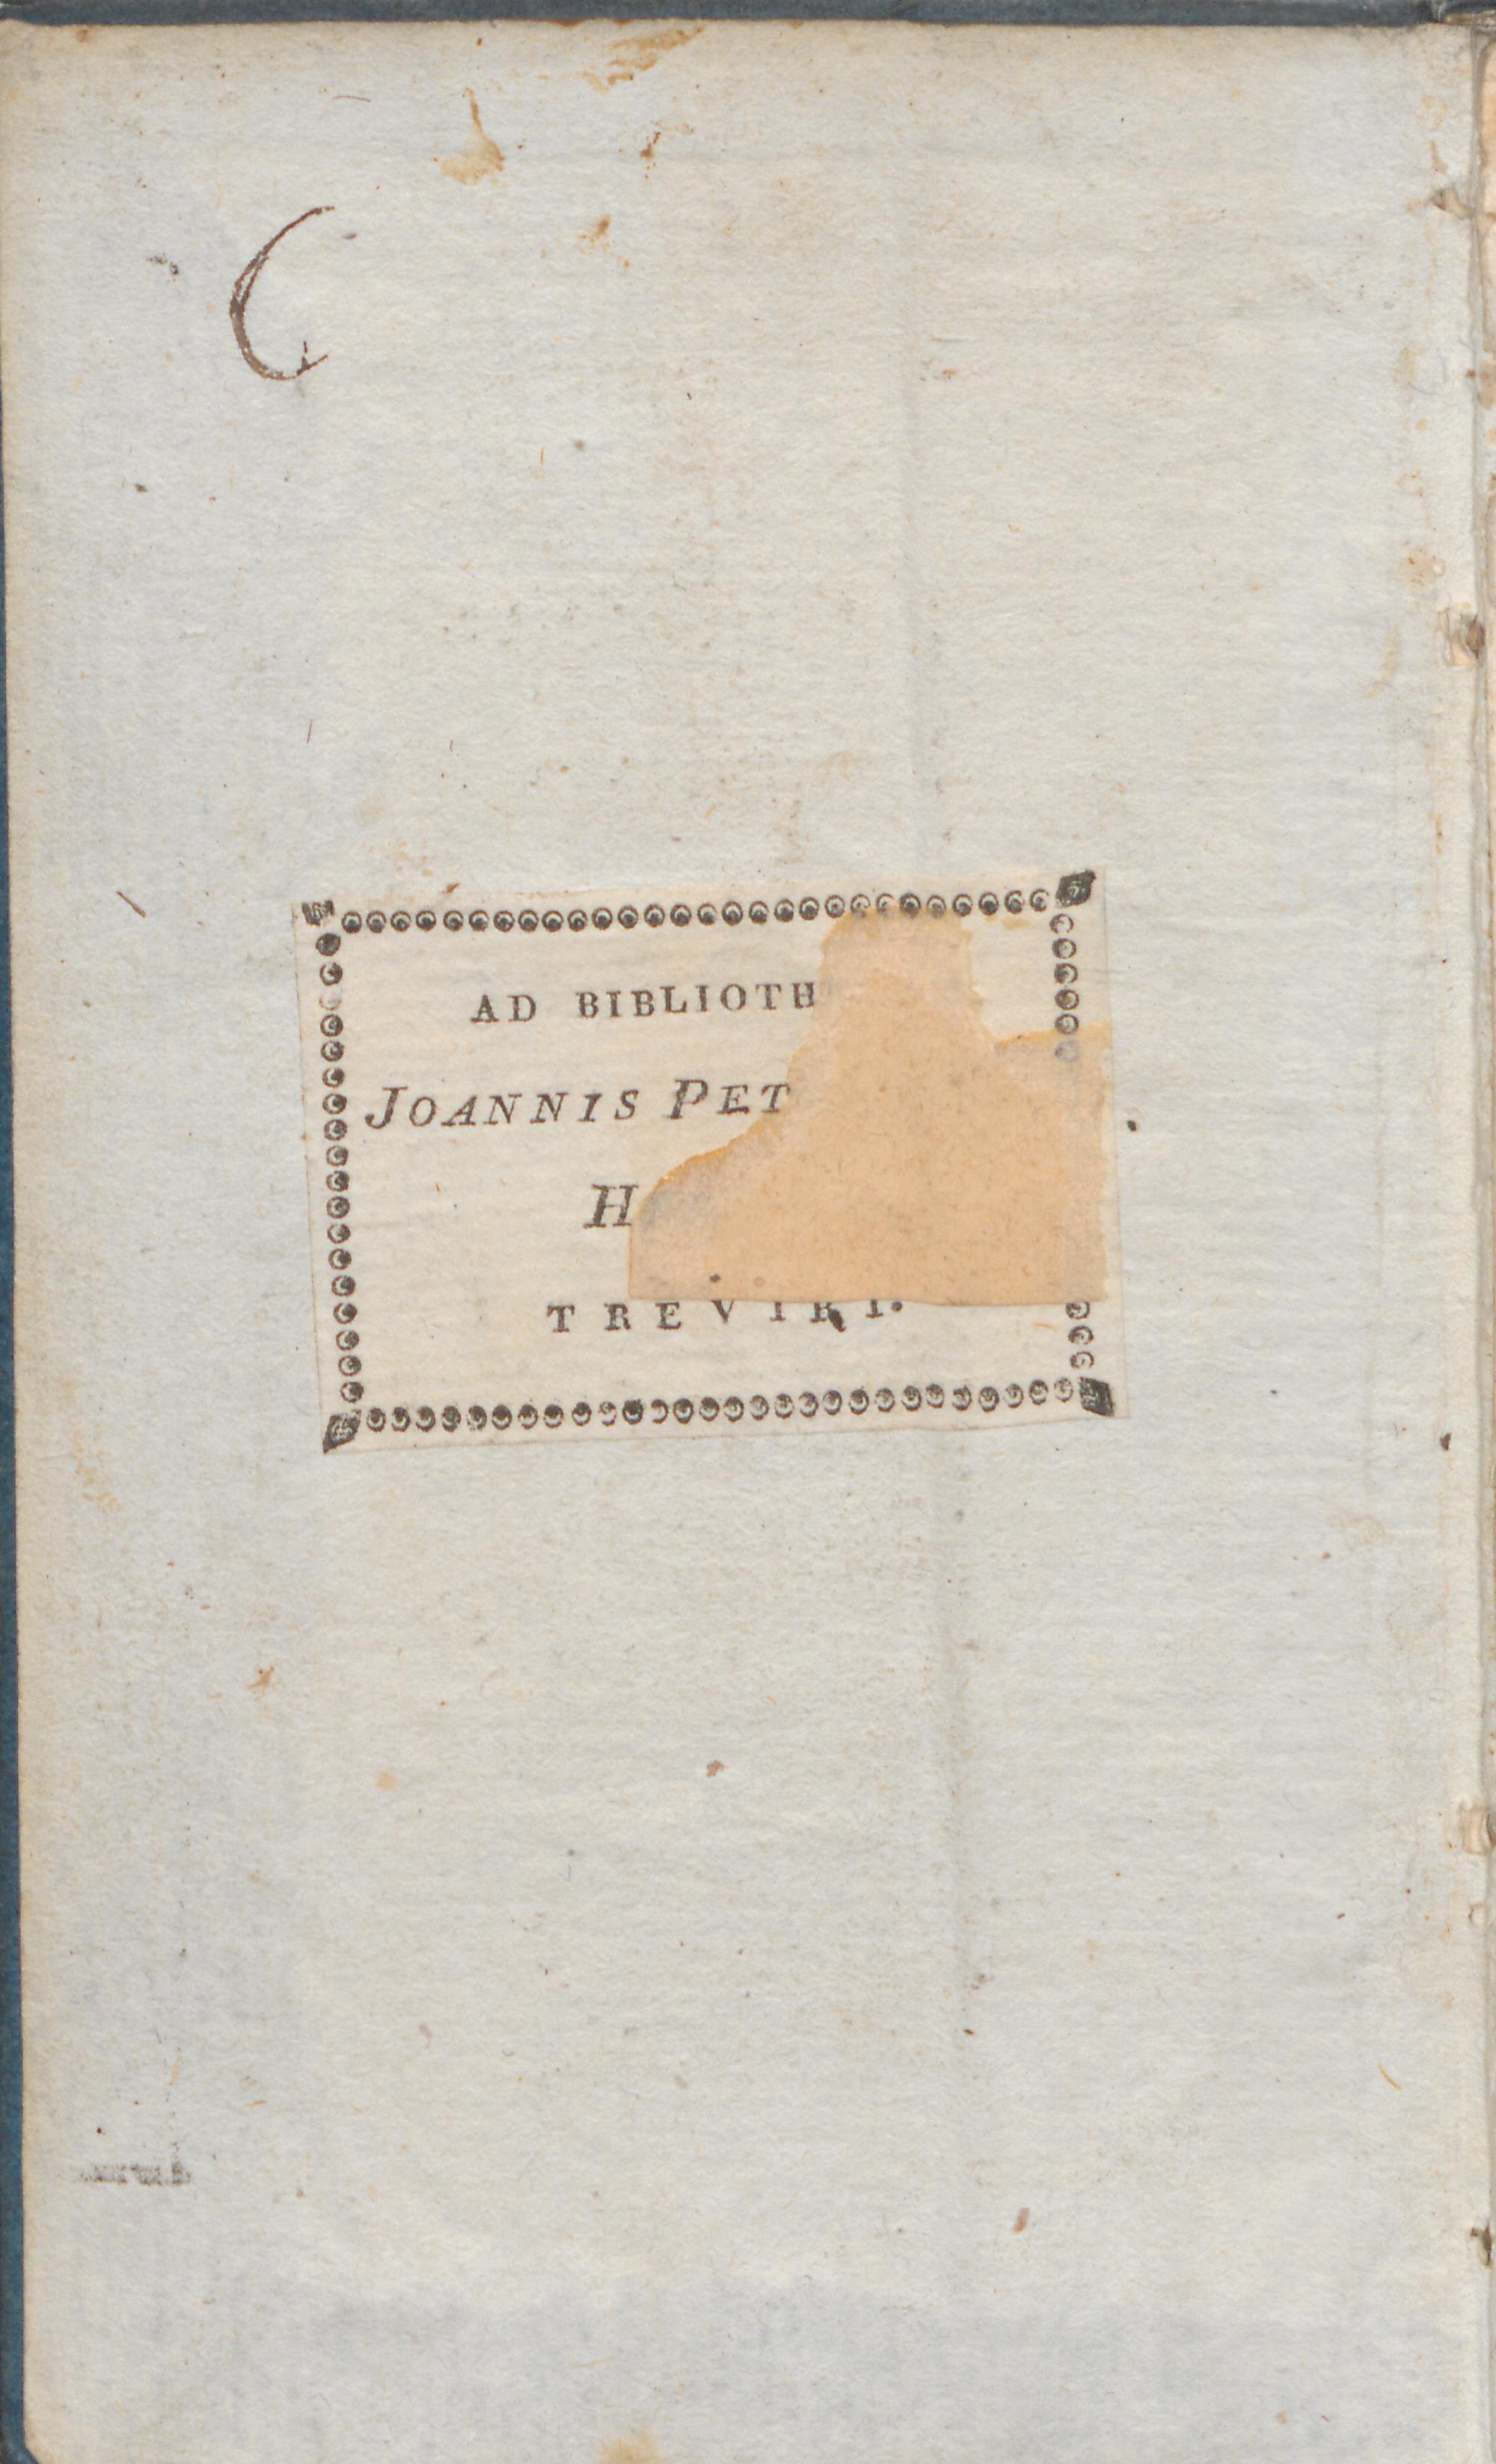 C
AD BIBLIOTH
JOANNIS PET
H
TREVIRI.